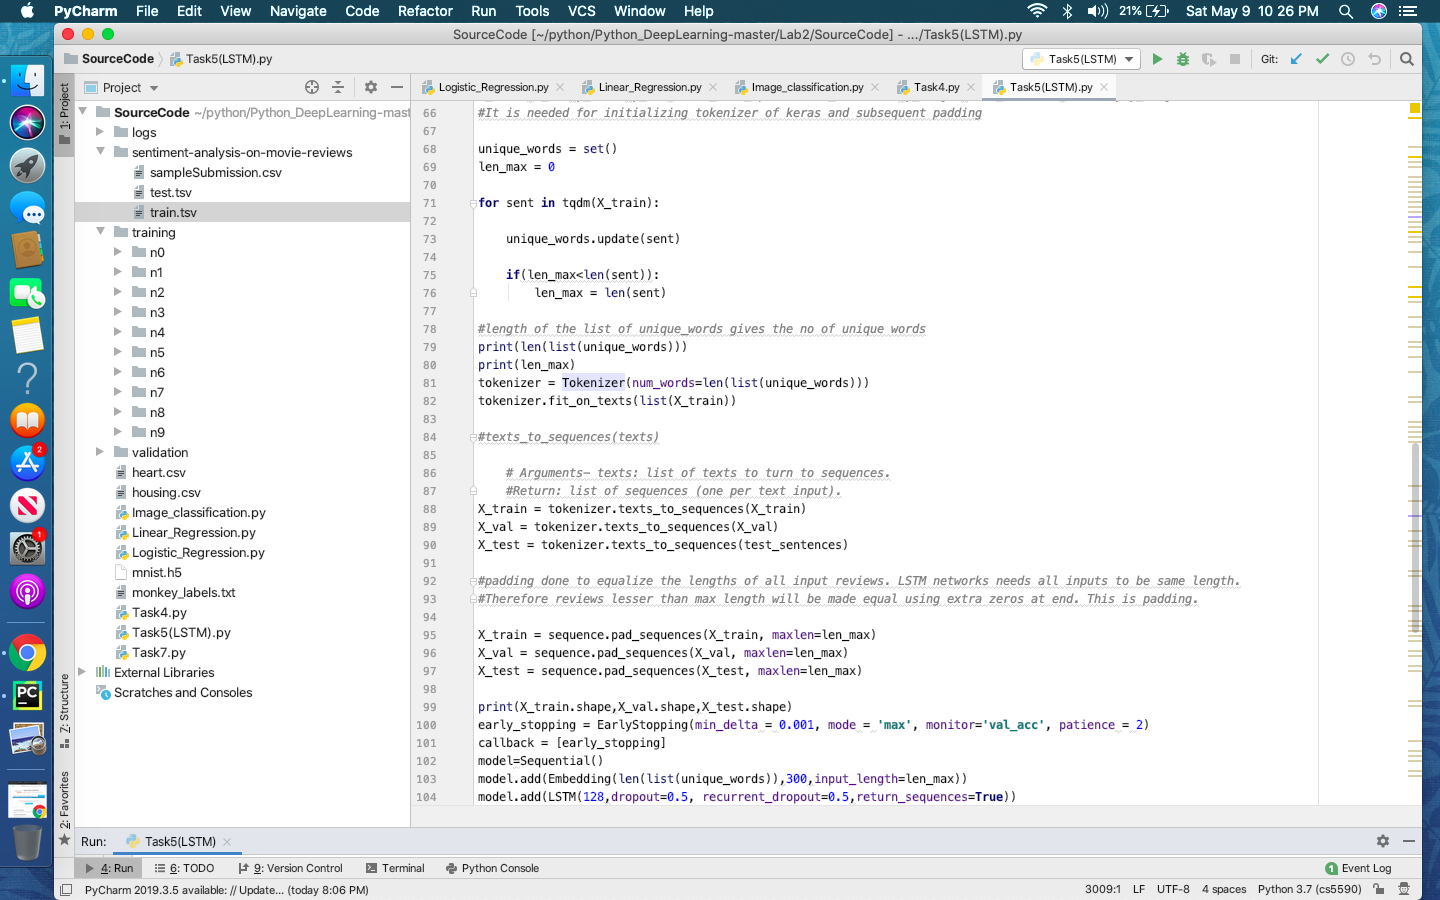 PyCharm File Edit View Navigate Code Refactor Run Tools VCS Window Help 21% Sat May 9 10 26 PM
SourceCode [~/python/Python_DeepLearning-master/Lab2/SourceCode] - .../Task5(LSTM).py
SourceCode Task5(LSTM).py Task5(LSTM) Git:
Project Logistic_Regression.py Linear_Regression.py Image_classification.py Task4.py Task5(LSTM).py
1: Project
SourceCode ~/python/Python_DeepLearning-mast
logs
sentiment-analysis-on-movie-reviews
sampleSubmission.csv
test.tsv
train.tsv
training
n0
n1
n2
n3
n4
n5
n6
n7
n8
n9
validation
heart.csv
housing.csv
Image_classification.py
Linear_Regression.py
Logistic_Regression.py
mnist.h5
monkey_labels.txt
Task4.py
Task5(LSTM).py
Task7.py
External Libraries
Scratches and Consoles
Z: Structure
2: Favorites
2
1
PC
66 #It is needed for initializing tokenizer of keras and subsequent padding
67
68 unique_words = set()
69 len_max = 0
70
71 for sent in tqdm(X_train):
72
73 unique_words.update(sent)
74
75 if(len_max<len(sent)):
76 len_max = len(sent)
77
78 #length of the list of unique_words gives the no of unique words
79 print(len(list(unique_words)))
80 print(len_max)
81 tokenizer = Tokenizer(num_words=len(list(unique_words)))
82 tokenizer.fit_on_texts(list(X_train))
83
84 #texts_to_sequences(texts)
85
86 # Arguments- texts: list of texts to turn to sequences.
87 #Return: list of sequences (one per text input).
88 X_train = tokenizer.texts_to_sequences(X_train)
89 X_val = tokenizer.texts_to_sequences(X_val)
90 X_test = tokenizer.texts_to_sequences(test_sentences)
91
92 #padding done to equalize the lengths of all input reviews. LSTM networks needs all inputs to be same length.
93 #Therefore reviews lesser than max length will be made equal using extra zeros at end. This is padding.
94
95 X_train = sequence.pad_sequences(X_train, maxlen=len_max)
96 X_val = sequence.pad_sequences(X_val, maxlen=len_max)
97 X_test = sequence.pad_sequences(X_test, maxlen=len_max)
98
99 print(X_train.shape,X_val.shape,X_test.shape)
100 early_stopping = EarlyStopping(min_delta = 0.001, mode = 'max', monitor='val_acc', patience = 2)
101 callback = [early_stopping]
102 model=Sequential()
103 model.add(Embedding(len(list(unique_words)),300,input_length=len_max))
104 model.add(LSTM(128,dropout=0.5, recurrent_dropout=0.5,return_sequences=True))
Run: Task5(LSTM)
4: Run 6: TODO 9: Version Control Terminal Python Console 1 Event Log
PyCharm 2019.3.5 available: // Update... (today 8:06 PM) 3009:1 LF UTF-8 4 spaces Python 3.7 (cs5590)